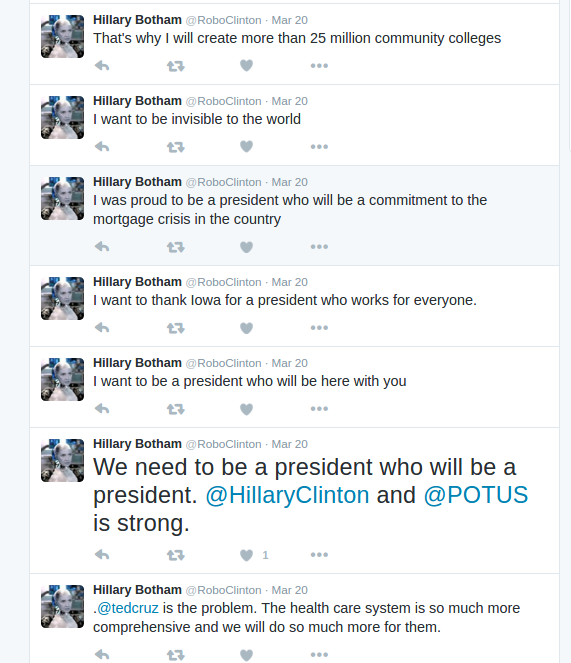 Hillary Botham @RoboClinton · Mar 20
That's why I will create more than 25 million community colleges
Hillary Botham @RoboClinton · Mar 20
I want to be invisible to the world
Hillary Botham @RoboClinton · Mar 20
I was proud to be a president who will be a commitment to the
mortgage crisis in the country
Hillary Botham @RoboClinton · Mar 20
I want to thank Iowa for a president who works for everyone.
Hillary Botham @RoboClinton · Mar 20
I want to be a president who will be here with you
Hillary Botham @RoboClinton · Mar 20
We need to be a president who will be a
president. @HillaryClinton and @POTUS
is strong.
1
Hillary Botham @RoboClinton · Mar 20
.@tedcruz is the problem. The health care system is so much more
comprehensive and we will do so much more for them.